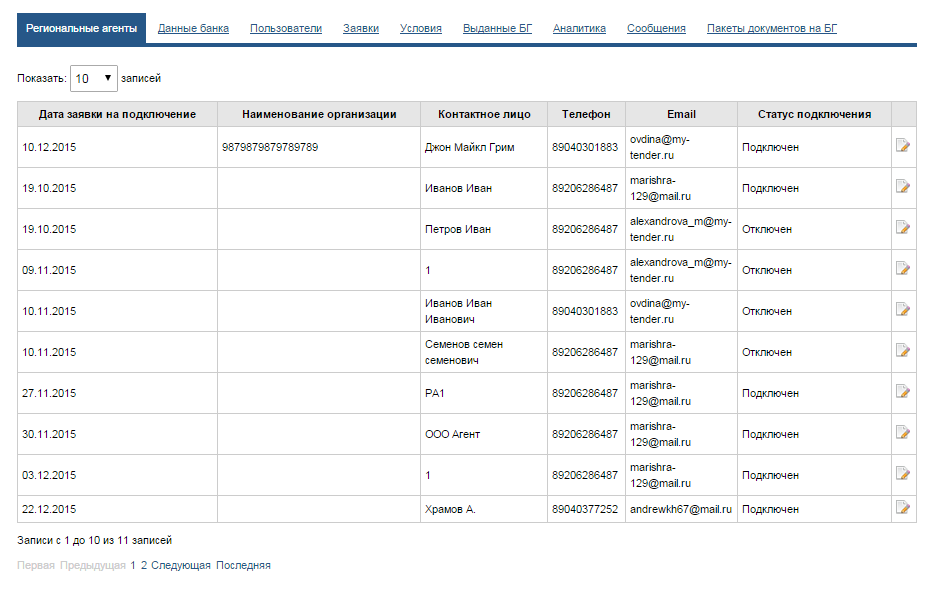 Региональные агенты Данные банка Пользователи Заявки Условия Выданные БГ Аналитика Сообщения Пакеты документов на БГ
Показать: 10 записей
Дата заявки на подключение Наименование организации Контактное лицо Телефон Email Статус подключения
10.12.2015 9879879879789789 Джон Майкл Грим 89040301883 ovdina@my-
tender.ru Подключен
19.10.2015 Иванов Иван 89206286487 marishra-
129@mail.ru Подключен
19.10.2015 Петров Иван 89206286487 alexandrova_m@my-
tender.ru Отключен
09.11.2015 1 89206286487 alexandrova_m@my-
tender.ru Отключен
10.11.2015 Иванов Иван
Иванович 89040301883 ovdina@my-
tender.ru Отключен
10.11.2015 Семенов семен
семенович 89206286487 marishra-
129@mail.ru Отключен
27.11.2015 РА1 89206286487 marishra-
129@mail.ru Подключен
30.11.2015 ООО Агент 89206286487 marishra-
129@mail.ru Подключен
03.12.2015 1 89206286487 marishra-
129@mail.ru Подключен
22.12.2015 Храмов А. 89040377252 andrewkh67@mail.ru Подключен
Записи с 1 до 10 из 11 записей
Первая Предыдущая 1 2 Следующая Последняя